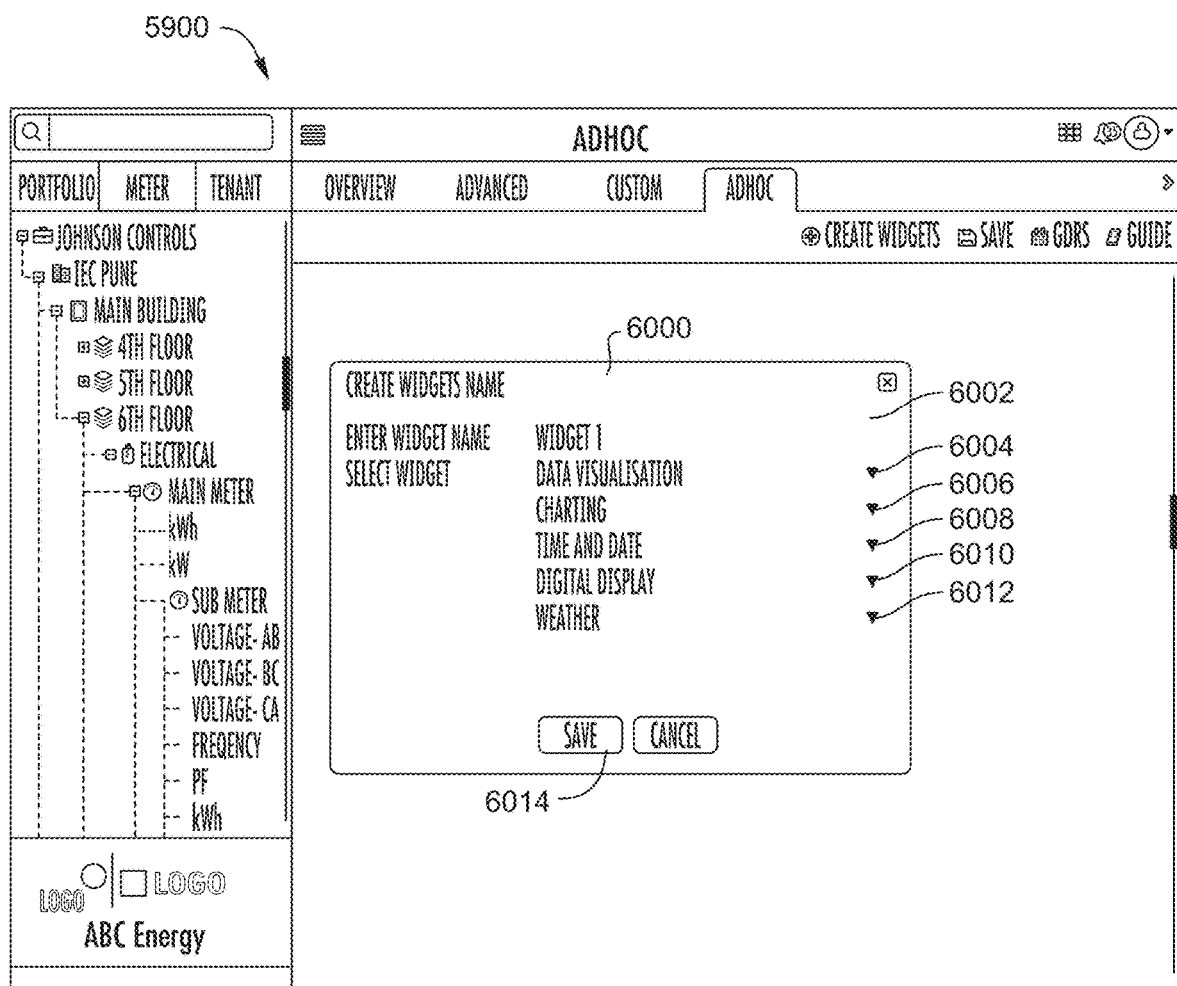 5900
ADHOC
PORTFOLIO METER TENANT
OVERVIEW ADVANCED CUSTOM ADHOC
CREATE WIDGETS SAVE GDRS GUIDE
JOHNSON CONTROLS
IEC PUNE
MAIN BUILDING
4TH FLOOR
5TH FLOOR
6TH FLOOR
ELECTRICAL
MAIN METER
kWh
kW
SUB METER
VOLTAGE- AB
VOLTAGE- BC
VOLTAGE- CA
FREQENCY
PF
kWh
LOGO LOGO
ABC Energy
6000
CREATE WIDGETS NAME
6002
ENTER WIDGET NAME WIDGET 1
SELECT WIDGET DATA VISUALISATION 6004
CHARTING 6006
TIME AND DATE 6008
DIGITAL DISPLAY 6010
WEATHER 6012
SAVE CANCEL
6014